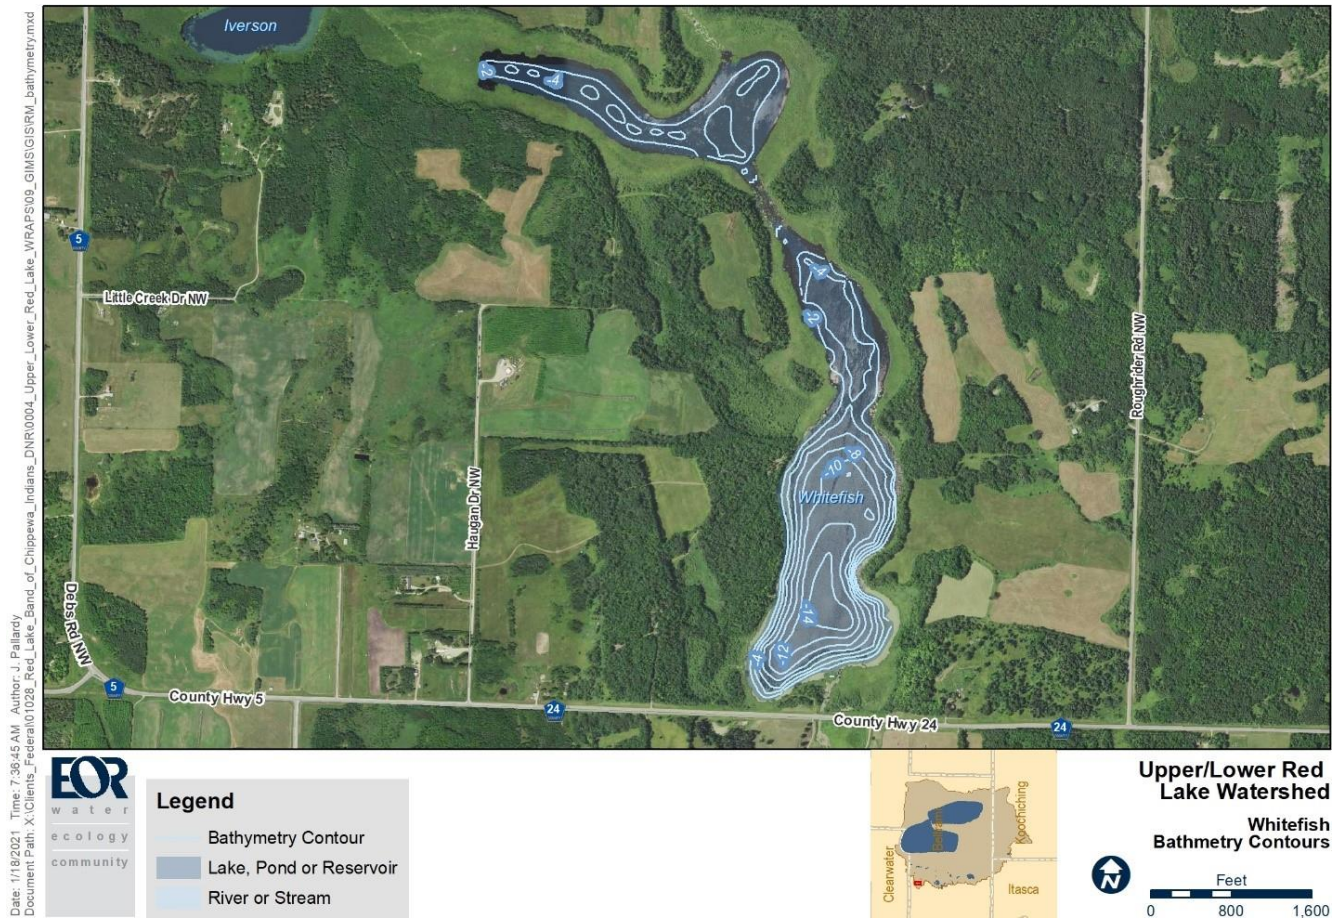 Iverson
-2
-4
5
Little Creek Dr NW
-4
-2
Roughrider Rd NW
Haugan Dr NW
-10
-8
Whitefish
-14
-12
-4
Debs Rd NW
5
County Hwy 5
24
County Hwy 24
24
Date: 1/18/2021 Time: 7:36:45 AM Author: J. Pallardy
Document Path: X:\Clients_Federal\01028_Red_Lake_Band_of_Chippewa_Indians_DNR\0004_Upper_Lower_Red_Lake_WRAPS\09_GIMS\GIS\RM_bathymetry.mxd
EOR
water
ecology
community
Legend
Bathymetry Contour
Lake, Pond or Reservoir
River or Stream
Clearwater
Beltrami
Koochiching
Itasca
Upper/Lower Red
Lake Watershed
Whitefish
Bathmetry Contours
N
Feet
0 800 1,600